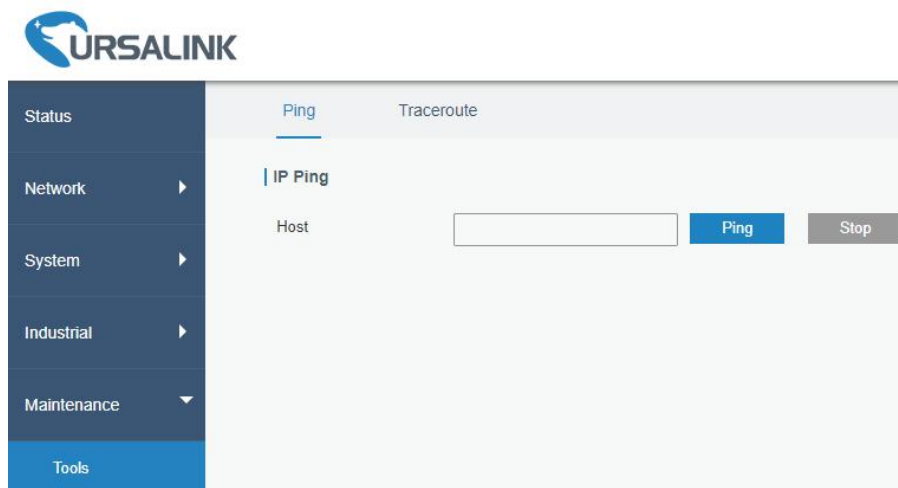 URSALINK
Status
Ping Traceroute
Network
IP Ping
Host Ping Stop
System
Industrial
Maintenance
Tools